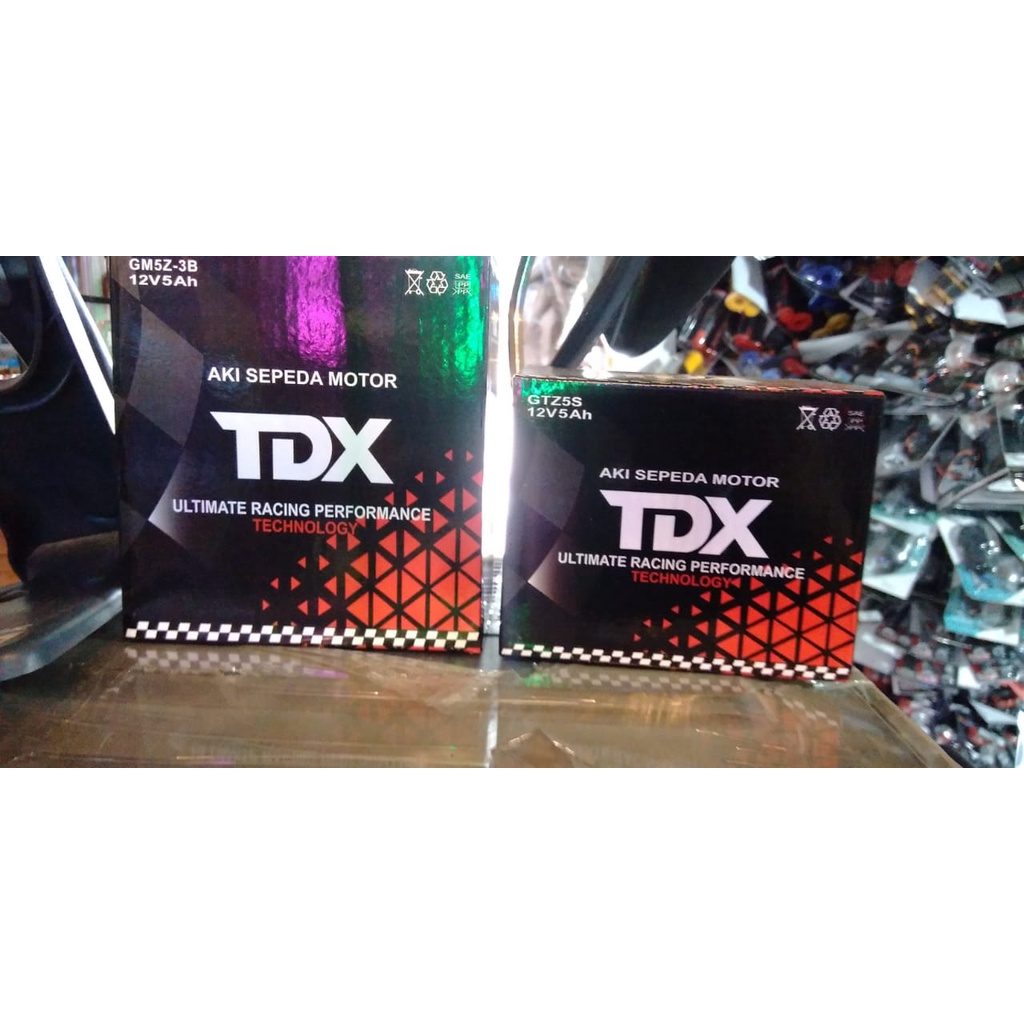 GM5Z-3B
12V5Ah
AKI SEPEDA MOTOR
TDX
ULTIMATE RACING PERFORMANCE
TECHNOLOGY
GTZ5S
12V5Ah
AKI SEPEDA MOTOR
TDX
ULTIMATE RACING PERFORMANCE
TECHNOLOGY